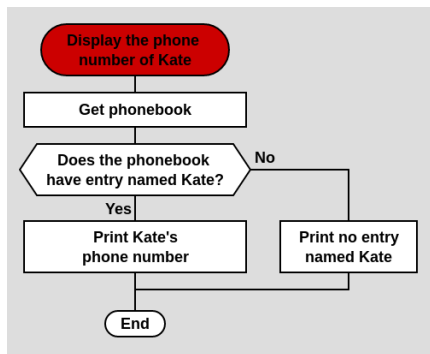 Display the phone
number of Kate
Get phonebook
Does the phonebook
have entry named Kate?
No
Yes
Print Kate's
phone number
Print no entry
named Kate
End